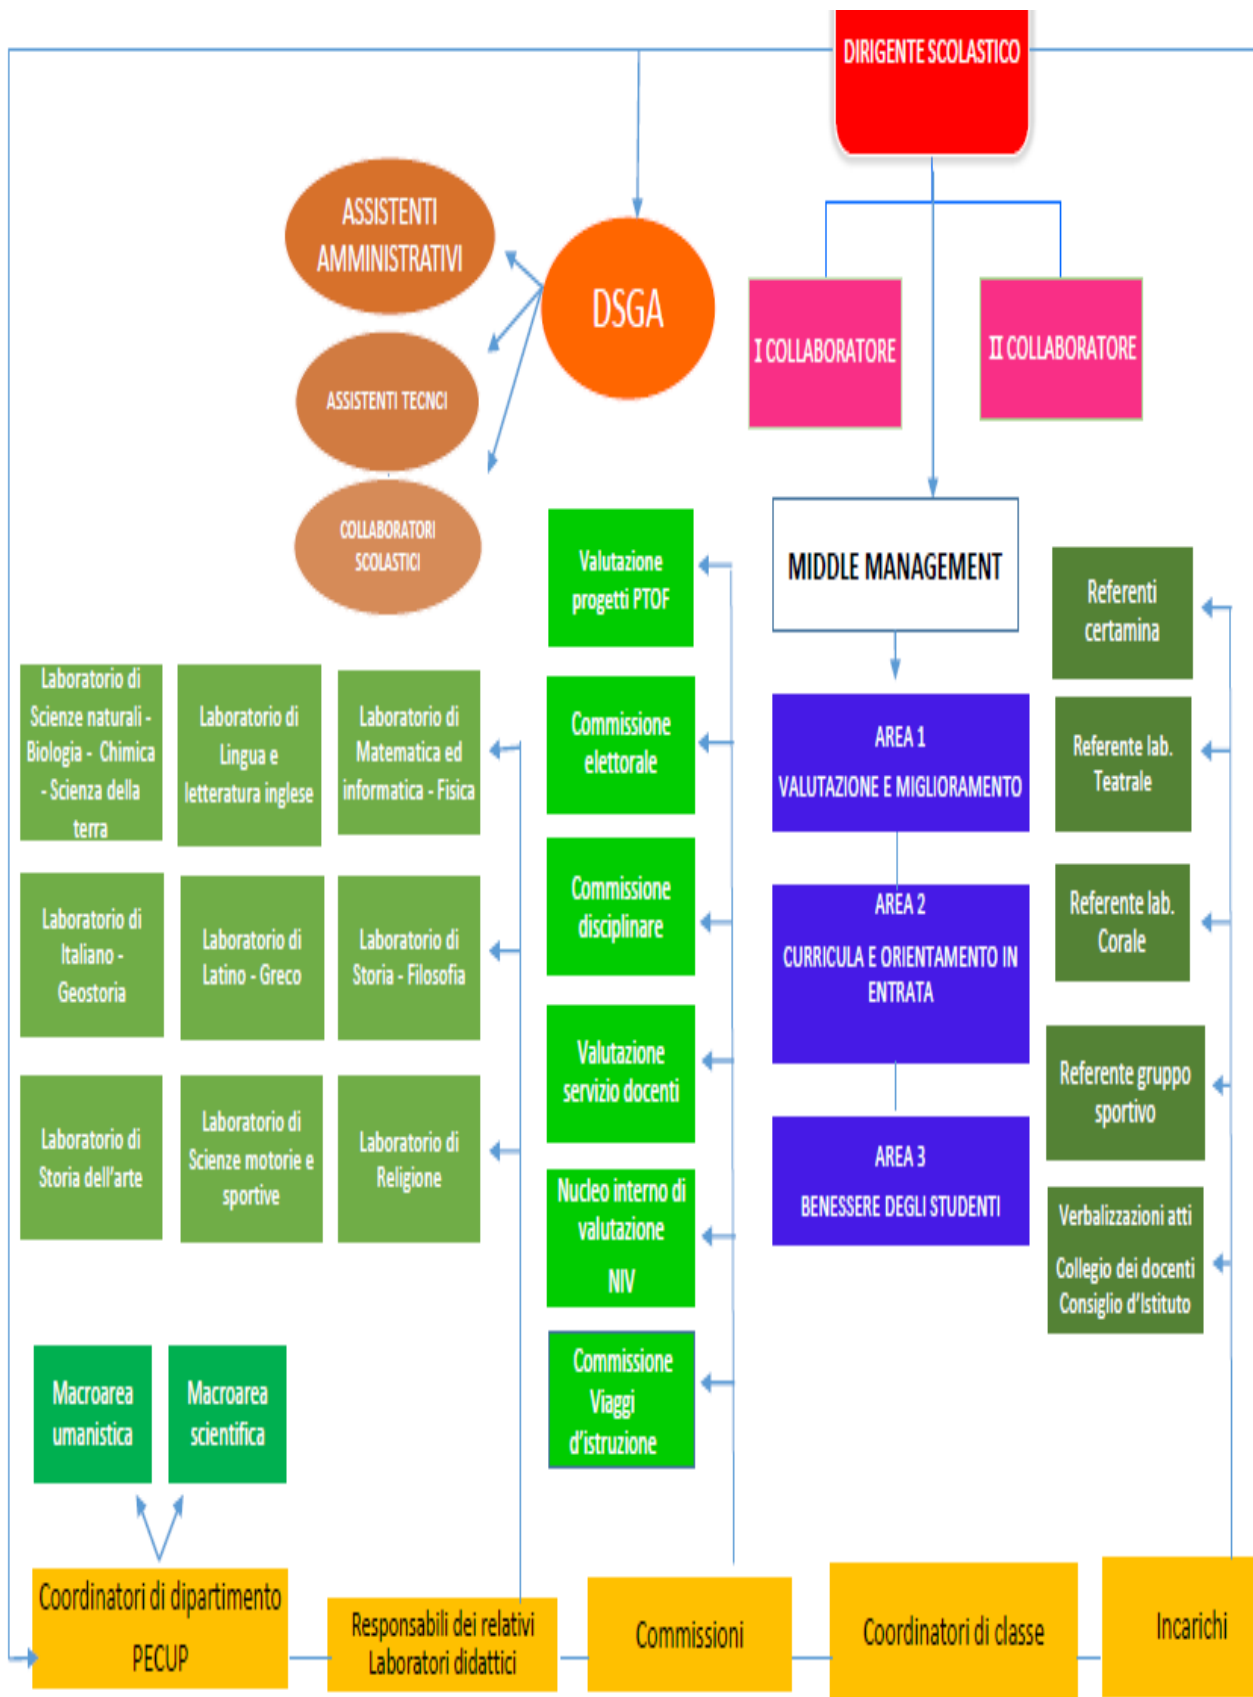 DIRIGENTE SCOLASTICO
ASSISTENTI
AMMINISTRATIVI
DSGA
I COLLABORATORE
II COLLABORATORE
ASSISTENTI TECNCI
COLLABORATORI
SCOLASTICI
MIDDLE MANAGEMENT
Valutazione
progetti PTOF
Referenti
certamina
Laboratorio di
Scienze naturali -
Biologia - Chimica
- Scienza della
terra
Laboratorio di
Lingua e
letteratura inglese
Laboratorio di
Matematica ed
informatica - Fisica
Commissione
elettorale
AREA 1
VALUTAZIONE E MIGLIORAMENTO
Referente lab.
Teatrale
Laboratorio di
Italiano -
Geostoria
Laboratorio di
Latino - Greco
Laboratorio di
Storia - Filosofia
Commissione
disciplinare
AREA 2
CURRICULA E ORIENTAMENTO IN
ENTRATA
Referente lab.
Corale
Valutazione
servizio docenti
Referente gruppo
sportivo
Laboratorio di
Storia dell'arte
Laboratorio di
Scienze motorie e
sportive
Laboratorio di
Religione
AREA 3
BENESSERE DEGLI STUDENTI
Nucleo interno di
valutazione
NIV
Verbalizzazioni atti
Collegio dei docenti
Consiglio d'Istituto
Commissione
Viaggi
d'istruzione
Macroarea
umanistica
Macroarea
scientifica
Coordinatori di dipartimento
PECUP
Responsabili dei relativi
Laboratori didattici
Commissioni
Coordinatori di classe
Incarichi